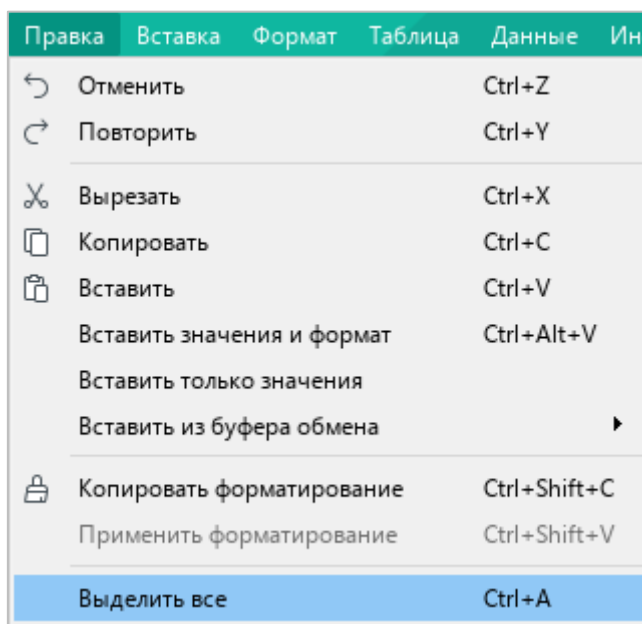 Правка Вставка Формат Таблица Данные Ин
Отменить Ctrl+Z
Повторить Ctrl+Y
Вырезать Ctrl+X
Копировать Ctrl+C
Вставить Ctrl+V
Вставить значения и формат Ctrl+Alt+V
Вставить только значения
Вставить из буфера обмена
Копировать форматирование Ctrl+Shift+C
Применить форматирование Ctrl+Shift+V
Выделить все Ctrl+A